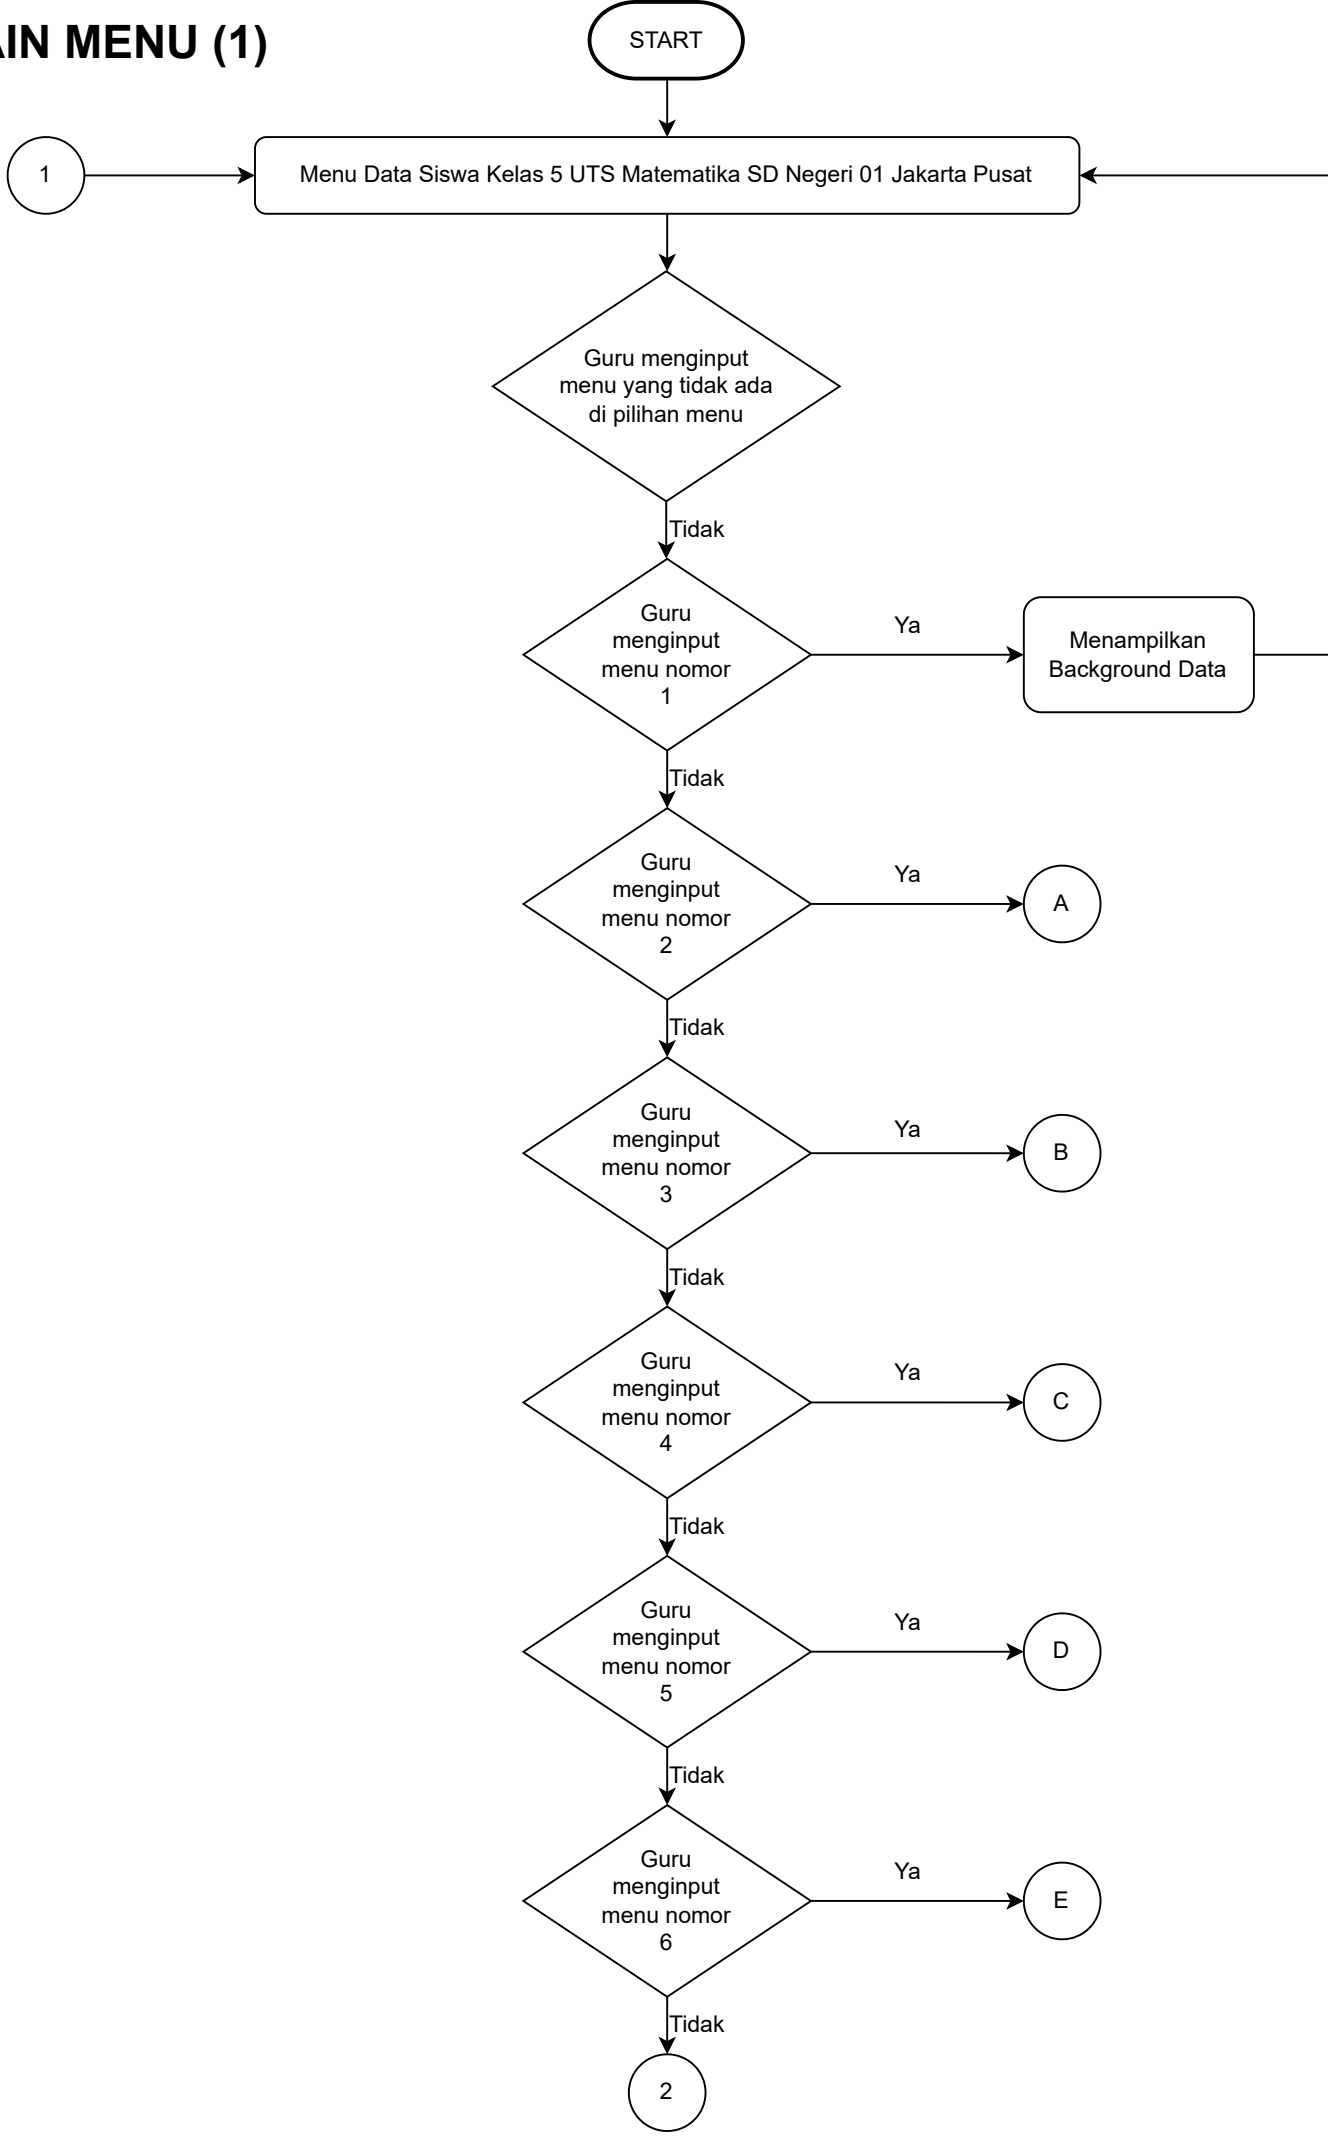 AIN MENU (1)
START
1
Menu Data Siswa Kelas 5 UTS Matematika SD Negeri 01 Jakarta Pusat
Guru menginput
menu yang tidak ada
di pilihan menu
Tidak
Guru
menginput
menu nomor
1
Ya
Menampilkan
Background Data
Tidak
Guru
menginput
menu nomor
2
Ya
A
Tidak
Guru
menginput
menu nomor
3
Ya
B
Tidak
Guru
menginput
menu nomor
4
Ya
C
Tidak
Guru
menginput
menu nomor
5
Ya
D
Tidak
Guru
menginput
menu nomor
6
Ya
E
Tidak
2